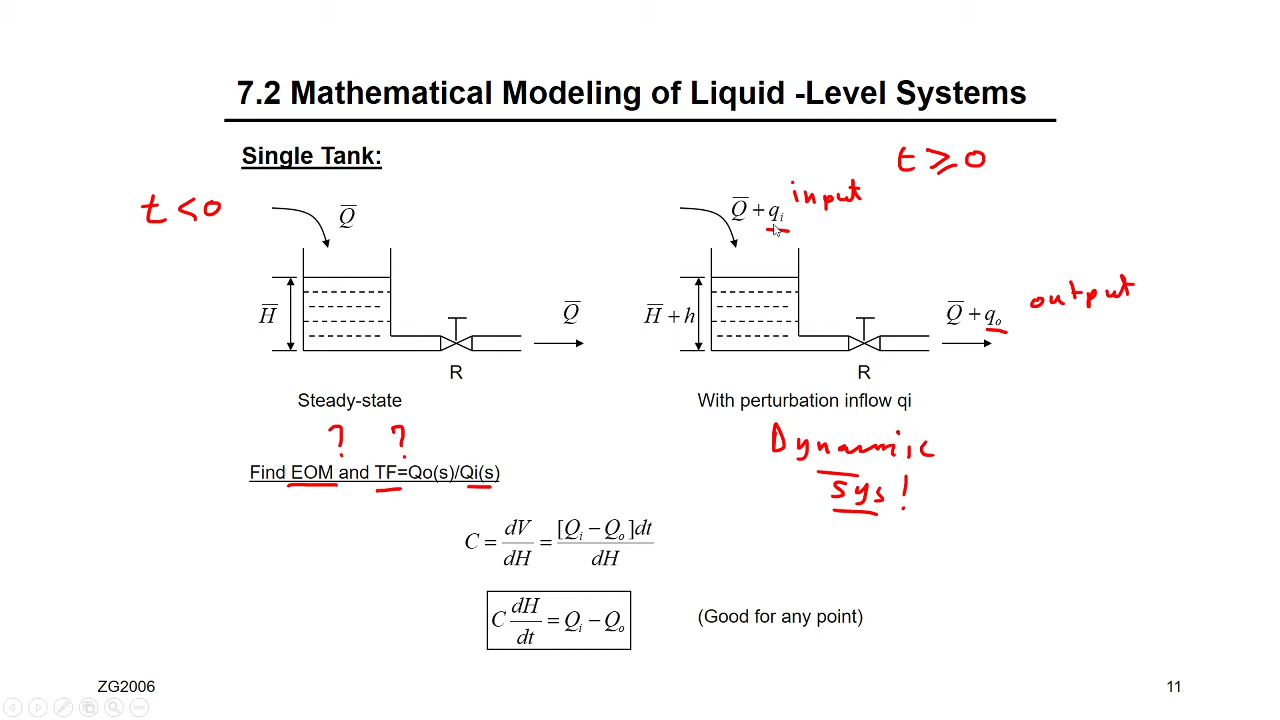 7.2 Mathematical Modeling of Liquid -Level Systems
Single Tank:
t ≥ 0
t < 0
Q̅
Q̅ + qᵢ
input
H̅
Q̅
H̅ + h
Q̅ + qₒ
output
R
R
Steady-state
With perturbation inflow qi
? ?
Dynamic
sys!
Find EOM and TF=Qo(s)/Qi(s)
C = dV/dH = [Qᵢ − Qₒ]dt/dH
C dH/dt = Qᵢ − Qₒ
(Good for any point)
ZG2006
11